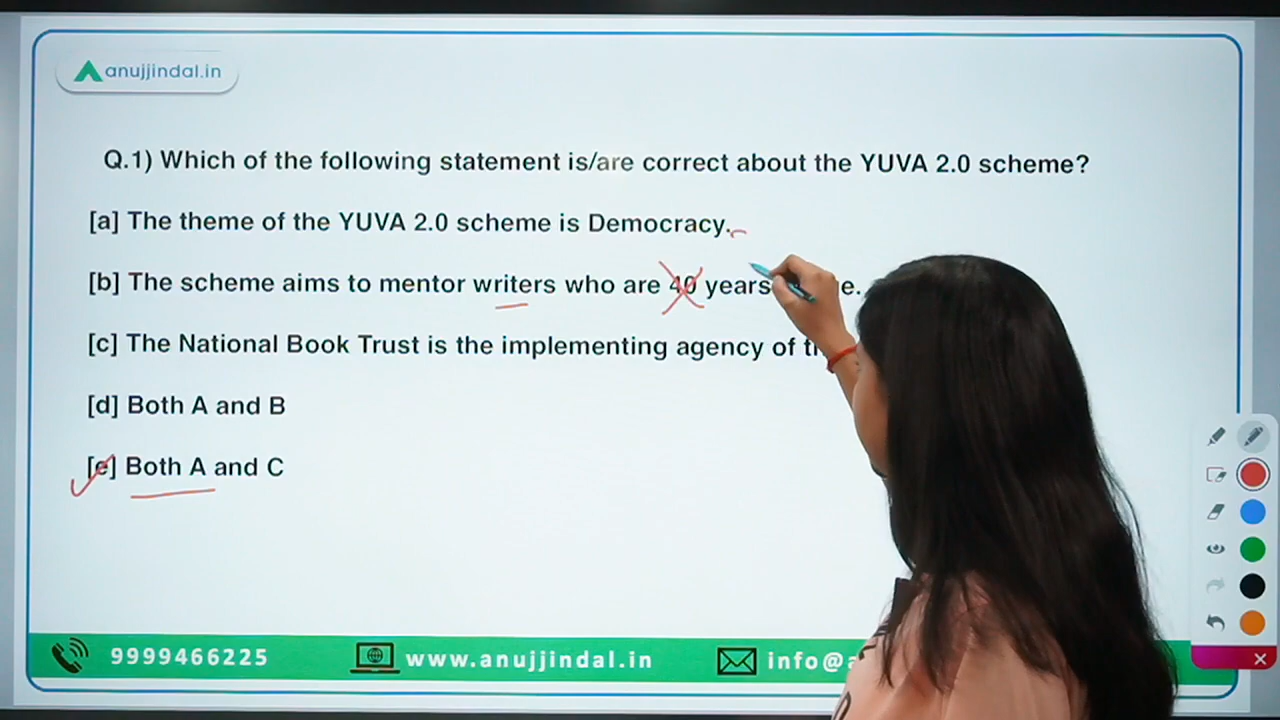 anujjindal.in
Q.1) Which of the following statement is/are correct about the YUVA 2.0 scheme?
[a] The theme of the YUVA 2.0 scheme is Democracy.
[b] The scheme aims to mentor writers who are 40 years
[c] The National Book Trust is the implementing agency of
[d] Both A and B
[e] Both A and C
9999466225
www.anujjindal.in
info@